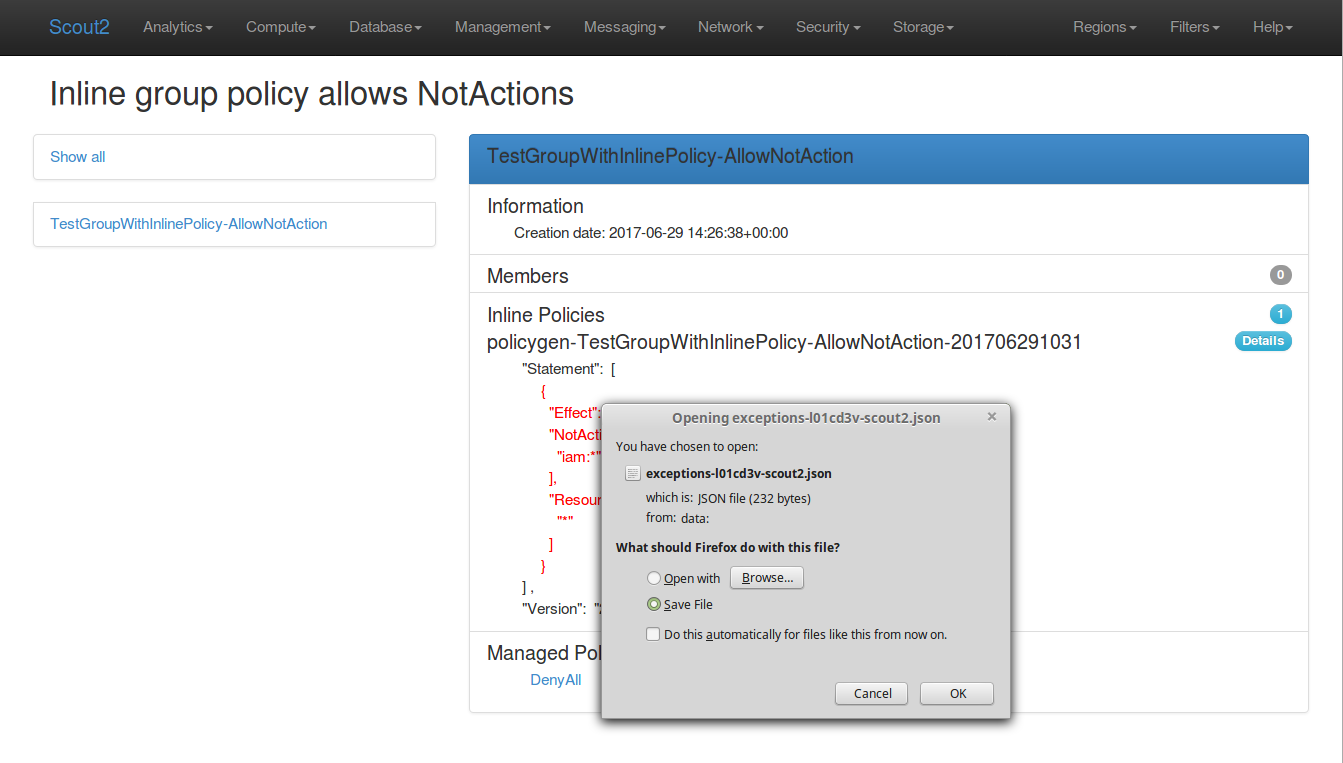 Scout2 Analytics Compute Database Management Messaging Network Security Storage Regions Filters Help
Inline group policy allows NotActions
Show all
TestGroupWithInlinePolicy-AllowNotAction
TestGroupWithInlinePolicy-AllowNotAction
Information
Creation date: 2017-06-29 14:26:38+00:00
Members 0
Inline Policies 1
policygen-TestGroupWithInlinePolicy-AllowNotAction-201706291031 Details
"Statement": [
{
"Effect":
"NotActi
"iam:*"
],
"Resour
"*"
]
}
],
"Version":
Managed Pol
DenyAll
Opening exceptions-l01cd3v-scout2.json ×
You have chosen to open:
exceptions-l01cd3v-scout2.json
which is: JSON file (232 bytes)
from: data:
What should Firefox do with this file?
Open with Browse...
Save File
Do this automatically for files like this from now on.
Cancel OK